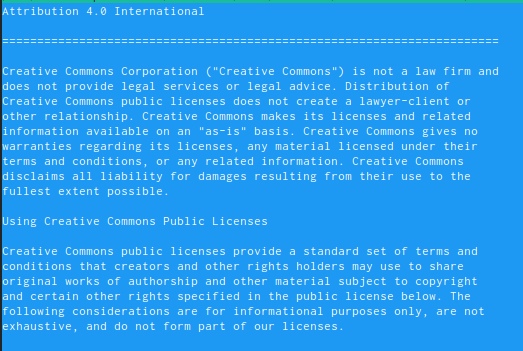 Attribution 4.0 International
=======================================================================
Creative Commons Corporation ("Creative Commons") is not a law firm and
does not provide legal services or legal advice. Distribution of
Creative Commons public licenses does not create a lawyer-client or
other relationship. Creative Commons makes its licenses and related
information available on an "as-is" basis. Creative Commons gives no
warranties regarding its licenses, any material licensed under their
terms and conditions, or any related information. Creative Commons
disclaims all liability for damages resulting from their use to the
fullest extent possible.
Using Creative Commons Public Licenses
Creative Commons public licenses provide a standard set of terms and
conditions that creators and other rights holders may use to share
original works of authorship and other material subject to copyright
and certain other rights specified in the public license below. The
following considerations are for informational purposes only, are not
exhaustive, and do not form part of our licenses.